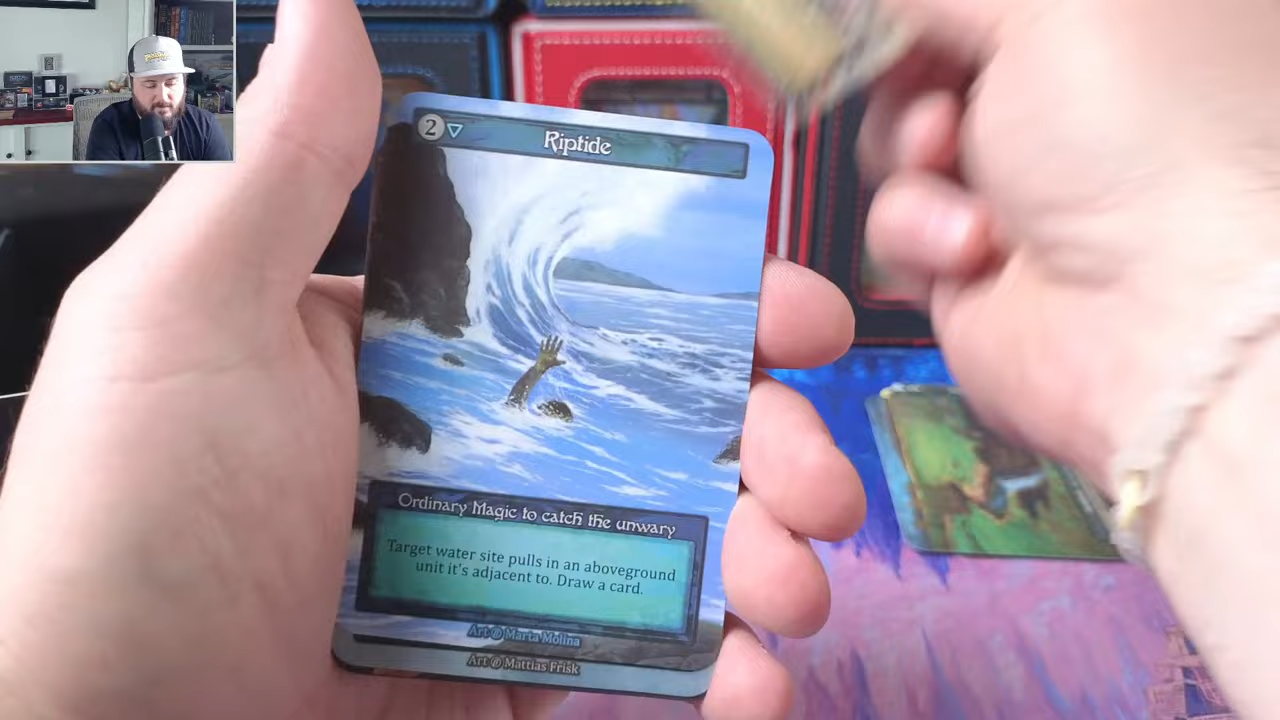 2
Riptide
Ordinary Magic to catch the unwary
Target water site pulls in an aboveground
unit it's adjacent to. Draw a card.
Art @ Marta Molina
Art @ Mattias Frisk